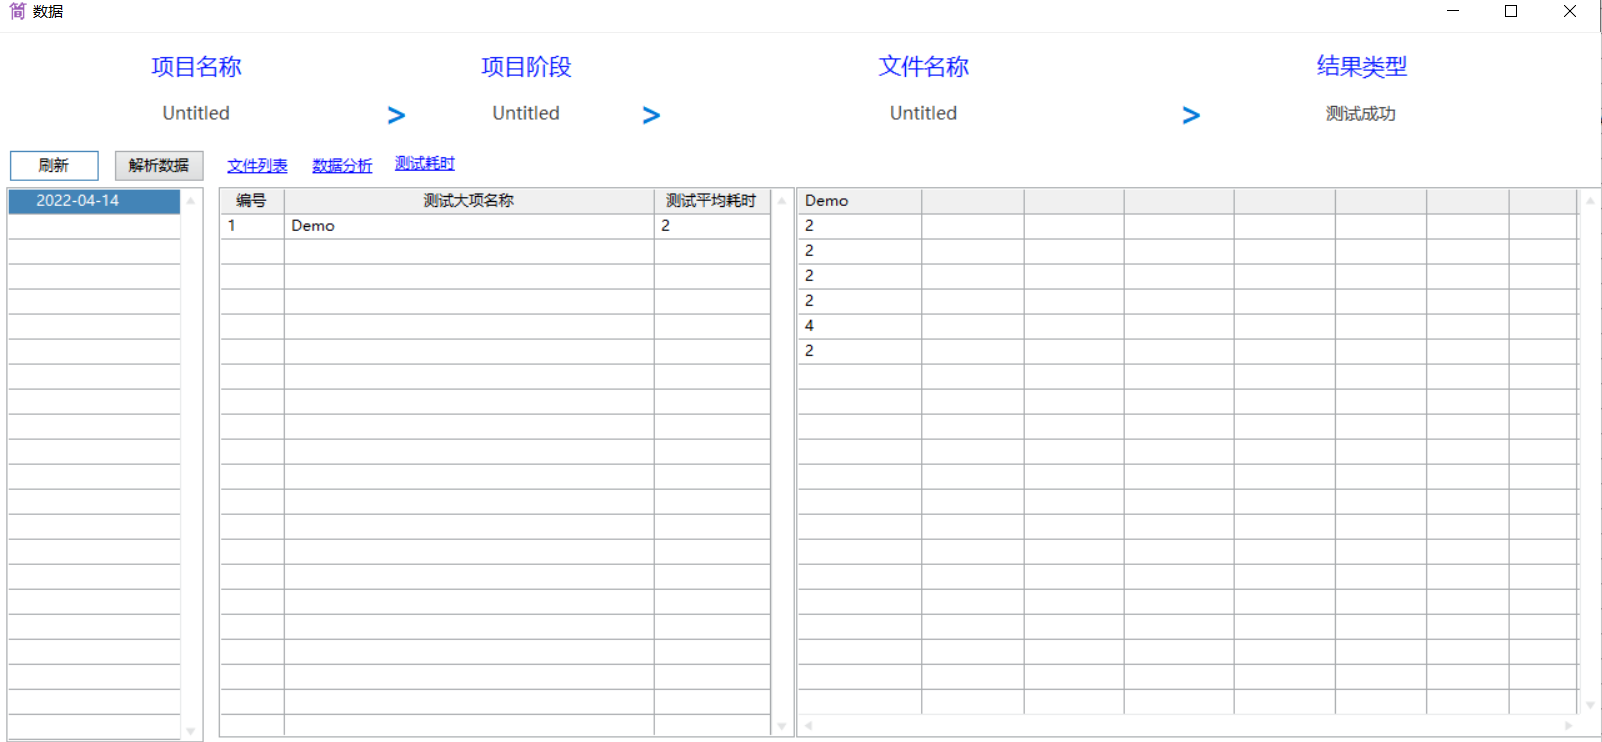 简 数据
项目名称 项目阶段 文件名称 结果类型
Untitled > Untitled > Untitled > 测试成功
刷新 解析数据 文件列表 数据分析 测试耗时
2022-04-14 编号 测试大项名称 测试平均耗时 Demo
1 Demo 2 2
2
2
2
4
2